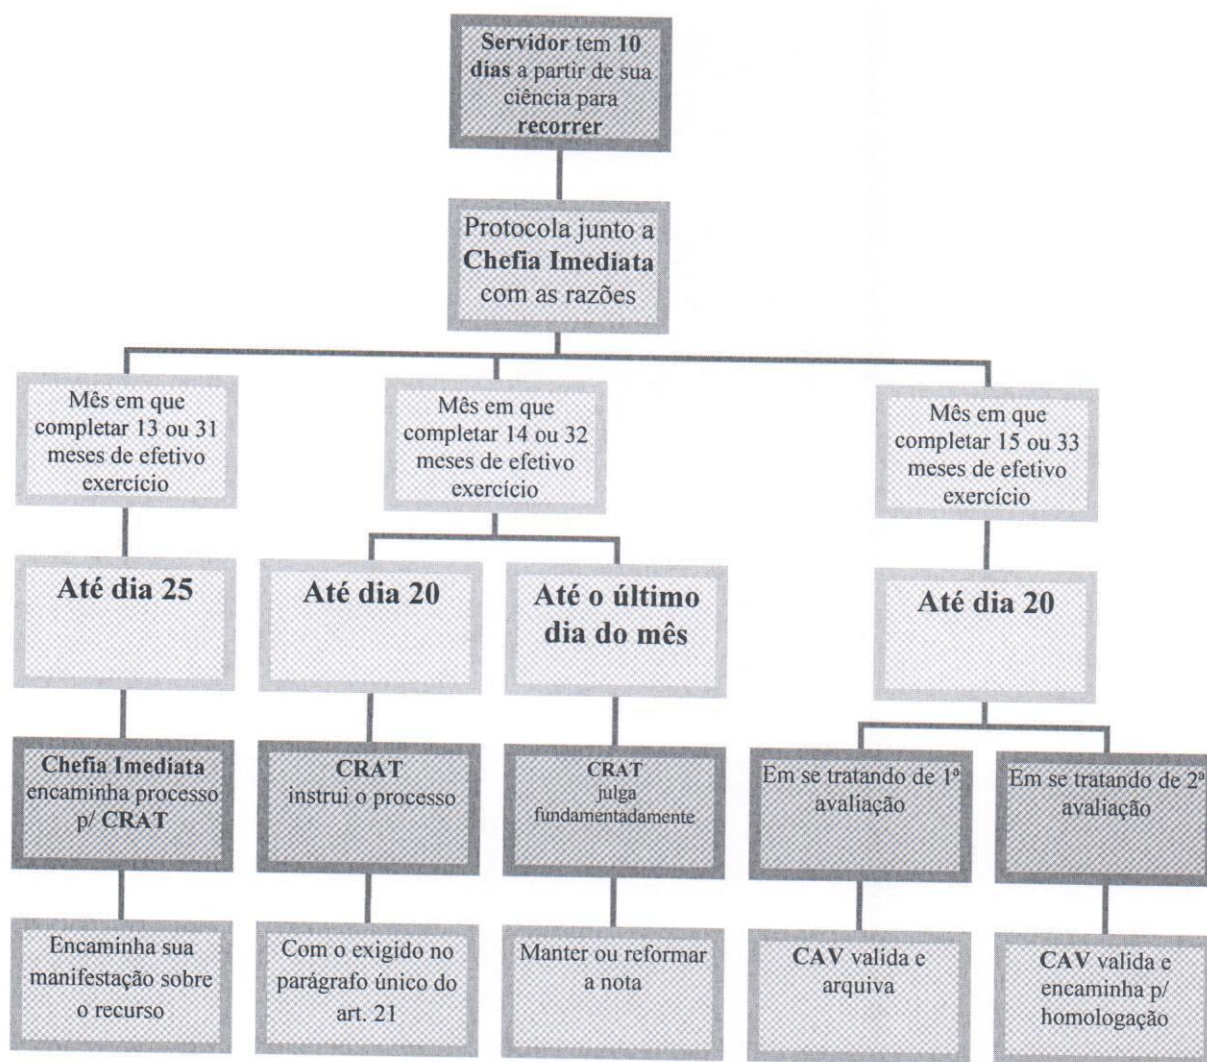 Servidor tem 10
dias a partir de sua
ciência para
recorrer
Protocola junto a
Chefia Imediata
com as razões
Mês em que
completar 13 ou 31
meses de efetivo
exercício
Mês em que
completar 14 ou 32
meses de efetivo
exercício
Mês em que
completar 15 ou 33
meses de efetivo
exercício
Até dia 25
Até dia 20
Até o último
dia do mês
Até dia 20
Chefia Imediata
encaminha processo
p/ CRAT
CRAT
instrui o processo
CRAT
julga
fundamentadamente
Em se tratando de 1ª
avaliação
Em se tratando de 2ª
avaliação
Encaminha sua
manifestação sobre
o recurso
Com o exigido no
parágrafo único do
art. 21
Manter ou reformar
a nota
CAV valida e
arquiva
CAV valida e
encaminha p/
homologação